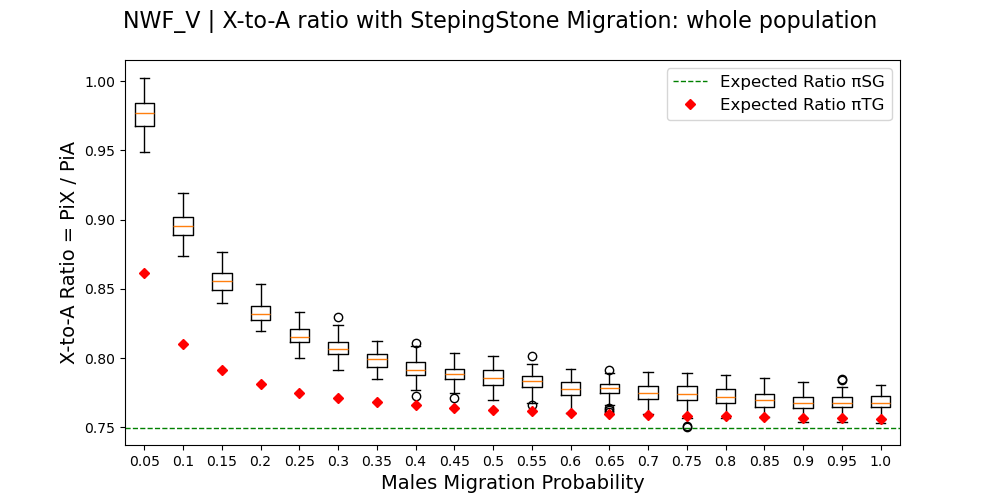 NWF_V | X-to-A ratio with StepingStone Migration: whole population
Expected Ratio πSG
Expected Ratio πTG
X-to-A Ratio = PiX / PiA
1.00
0.95
0.90
0.85
0.80
0.75
0.05 0.1 0.15 0.2 0.25 0.3 0.35 0.4 0.45 0.5 0.55 0.6 0.65 0.7 0.75 0.8 0.85 0.9 0.95 1.0
Males Migration Probability